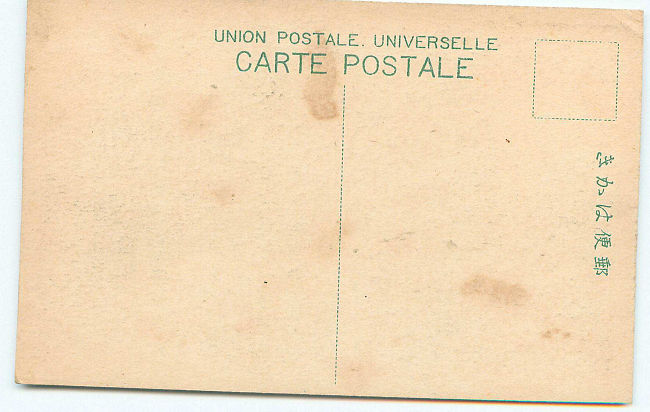 UNION POSTALE. UNIVERSELLE
CARTE POSTALE
きかは便郵